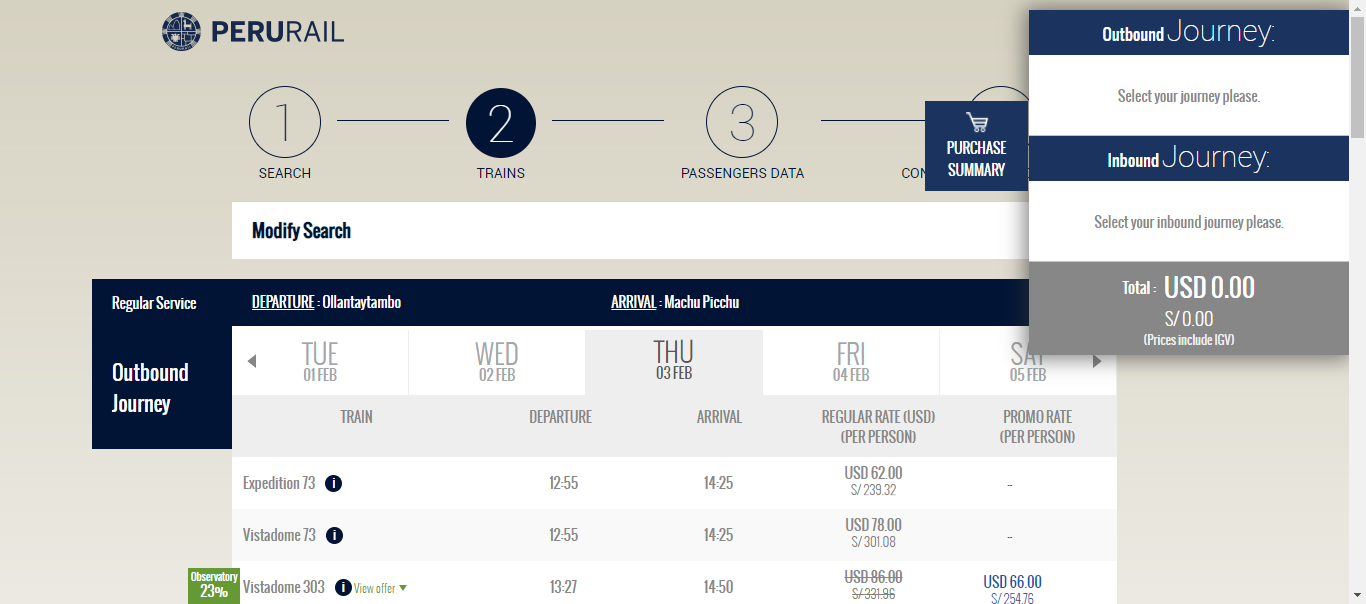 PERURAIL
Outbound Journey:
Select your journey please.
1
2
3
PURCHASE
SUMMARY
SEARCH
TRAINS
PASSENGERS DATA
CON
Inbound Journey:
Select your inbound journey please.
Modify Search
Total : USD 0.00
S/ 0.00
(Prices include IGV)
Regular Service
DEPARTURE : Ollantaytambo
ARRIVAL : Machu Picchu
Outbound
Journey
TUE
01 FEB
WED
02 FEB
THU
03 FEB
FRI
04 FEB
SAT
05 FEB
TRAIN
DEPARTURE
ARRIVAL
REGULAR RATE (USD)
(PER PERSON)
PROMO RATE
(PER PERSON)
Expedition 73 i
12:55
14:25
USD 62.00
S/ 239.32
--
Vistadome 73 i
12:55
14:25
USD 78.00
S/ 301.08
--
Observatory
23%
Vistadome 303 i View offer
13:27
14:50
USD 86.00
S/ 331.96
USD 66.00
S/ 254.76